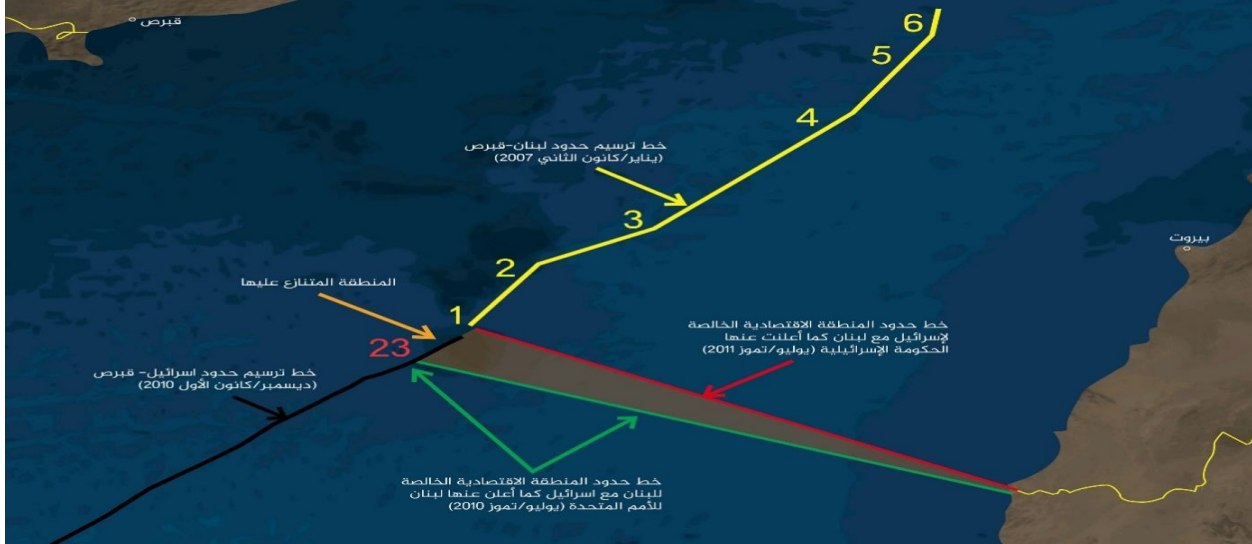 قبرص
6
5
4
خط ترسيم حدود لبنان-قبرص
(يناير/كانون الثاني 2007)
3
بيروت
2
المنطقة المتنازع عليها
1
خط حدود المنطقة الاقتصادية الخالصة
لإسرائيل مع لبنان كما أعلنت عنها
الحكومة الإسرائيلية (يوليو/تموز 2011)
23
خط ترسيم حدود اسرائيل- قبرص
(ديسمبر/كانون الأول 2010)
خط حدود المنطقة الاقتصادية الخالصة
للبنان مع اسرائيل كما أعلن عنها لبنان
للأمم المتحدة (يوليو/تموز 2010)